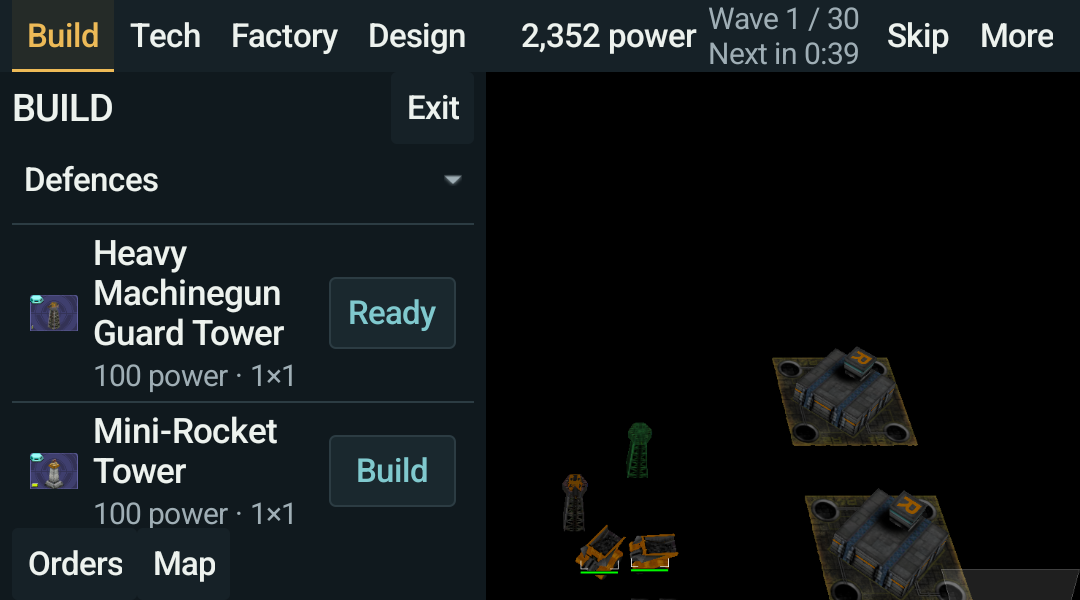 Build Tech Factory Design 2,352 power Wave 1 / 30 Skip More
Next in 0:39
BUILD Exit
Defences
Heavy
Machinegun
Guard Tower
Ready
100 power · 1×1
Mini-Rocket
Tower
Build
100 power · 1×1
Orders Map
R
R